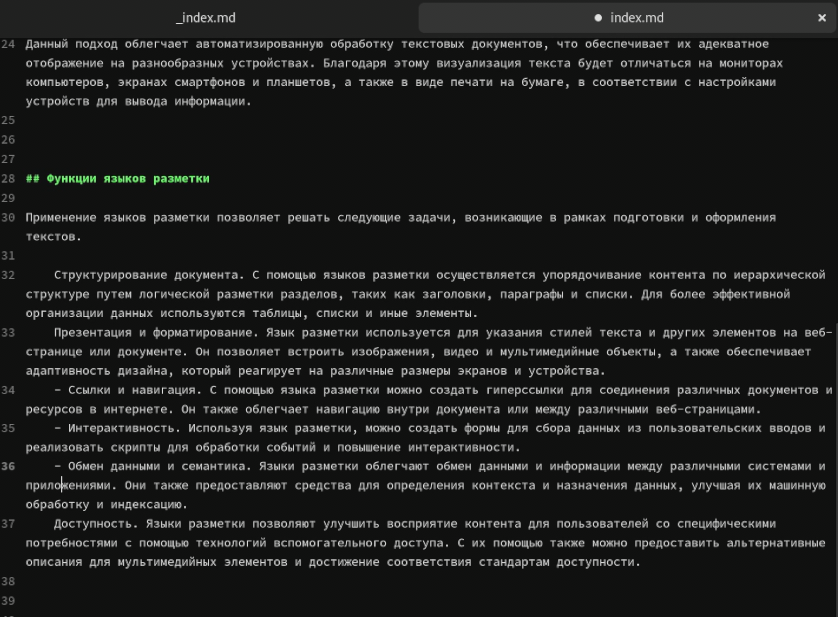 _index.md
● index.md ×
24 Данный подход облегчает автоматизированную обработку текстовых документов, что обеспечивает их адекватное
отображение на разнообразных устройствах. Благодаря этому визуализация текста будет отличаться на мониторах
компьютеров, экранах смартфонов и планшетов, а также в виде печати на бумаге, в соответствии с настройками
устройств для вывода информации.
25
26
27
28 ## Функции языков разметки
29
30 Применение языков разметки позволяет решать следующие задачи, возникающие в рамках подготовки и оформления
текстов.
31
32 Структурирование документа. С помощью языков разметки осуществляется упорядочивание контента по иерархической
структуре путем логической разметки разделов, таких как заголовки, параграфы и списки. Для более эффективной
организации данных используются таблицы, списки и иные элементы.
33 Презентация и форматирование. Язык разметки используется для указания стилей текста и других элементов на веб-
странице или документе. Он позволяет встроить изображения, видео и мультимедийные объекты, а также обеспечивает
адаптивность дизайна, который реагирует на различные размеры экранов и устройства.
34 - Ссылки и навигация. С помощью языка разметки можно создать гиперссылки для соединения различных документов и
ресурсов в интернете. Он также облегчает навигацию внутри документа или между различными веб-страницами.
35 - Интерактивность. Используя язык разметки, можно создать формы для сбора данных из пользовательских вводов и
реализовать скрипты для обработки событий и повышение интерактивности.
36 - Обмен данными и семантика. Языки разметки облегчают обмен данными и информации между различными системами и
приложениями. Они также предоставляют средства для определения контекста и назначения данных, улучшая их машинную
обработку и индексацию.
37 Доступность. Языки разметки позволяют улучшить восприятие контента для пользователей со специфическими
потребностями с помощью технологий вспомогательного доступа. С их помощью также можно предоставить альтернативные
описания для мультимедийных элементов и достижение соответствия стандартам доступности.
38
39